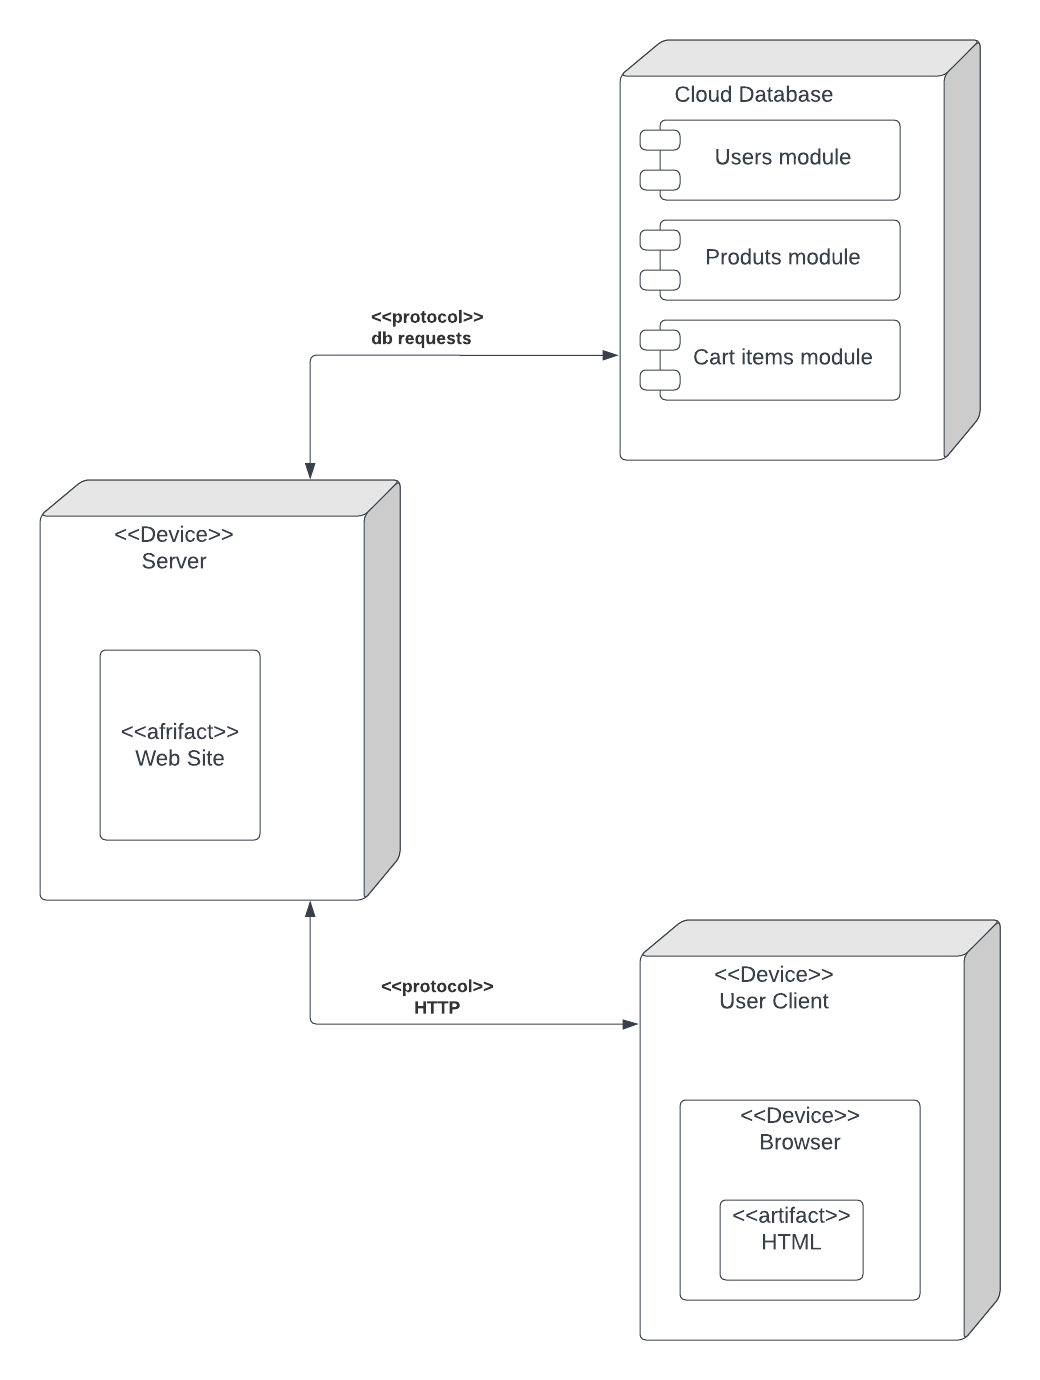 Cloud Database
Users module
Produts module
Cart items module
<<protocol>>
db requests
<<Device>>
Server
<<afrifact>>
Web Site
<<protocol>>
HTTP
<<Device>>
User Client
<<Device>>
Browser
<<artifact>>
HTML